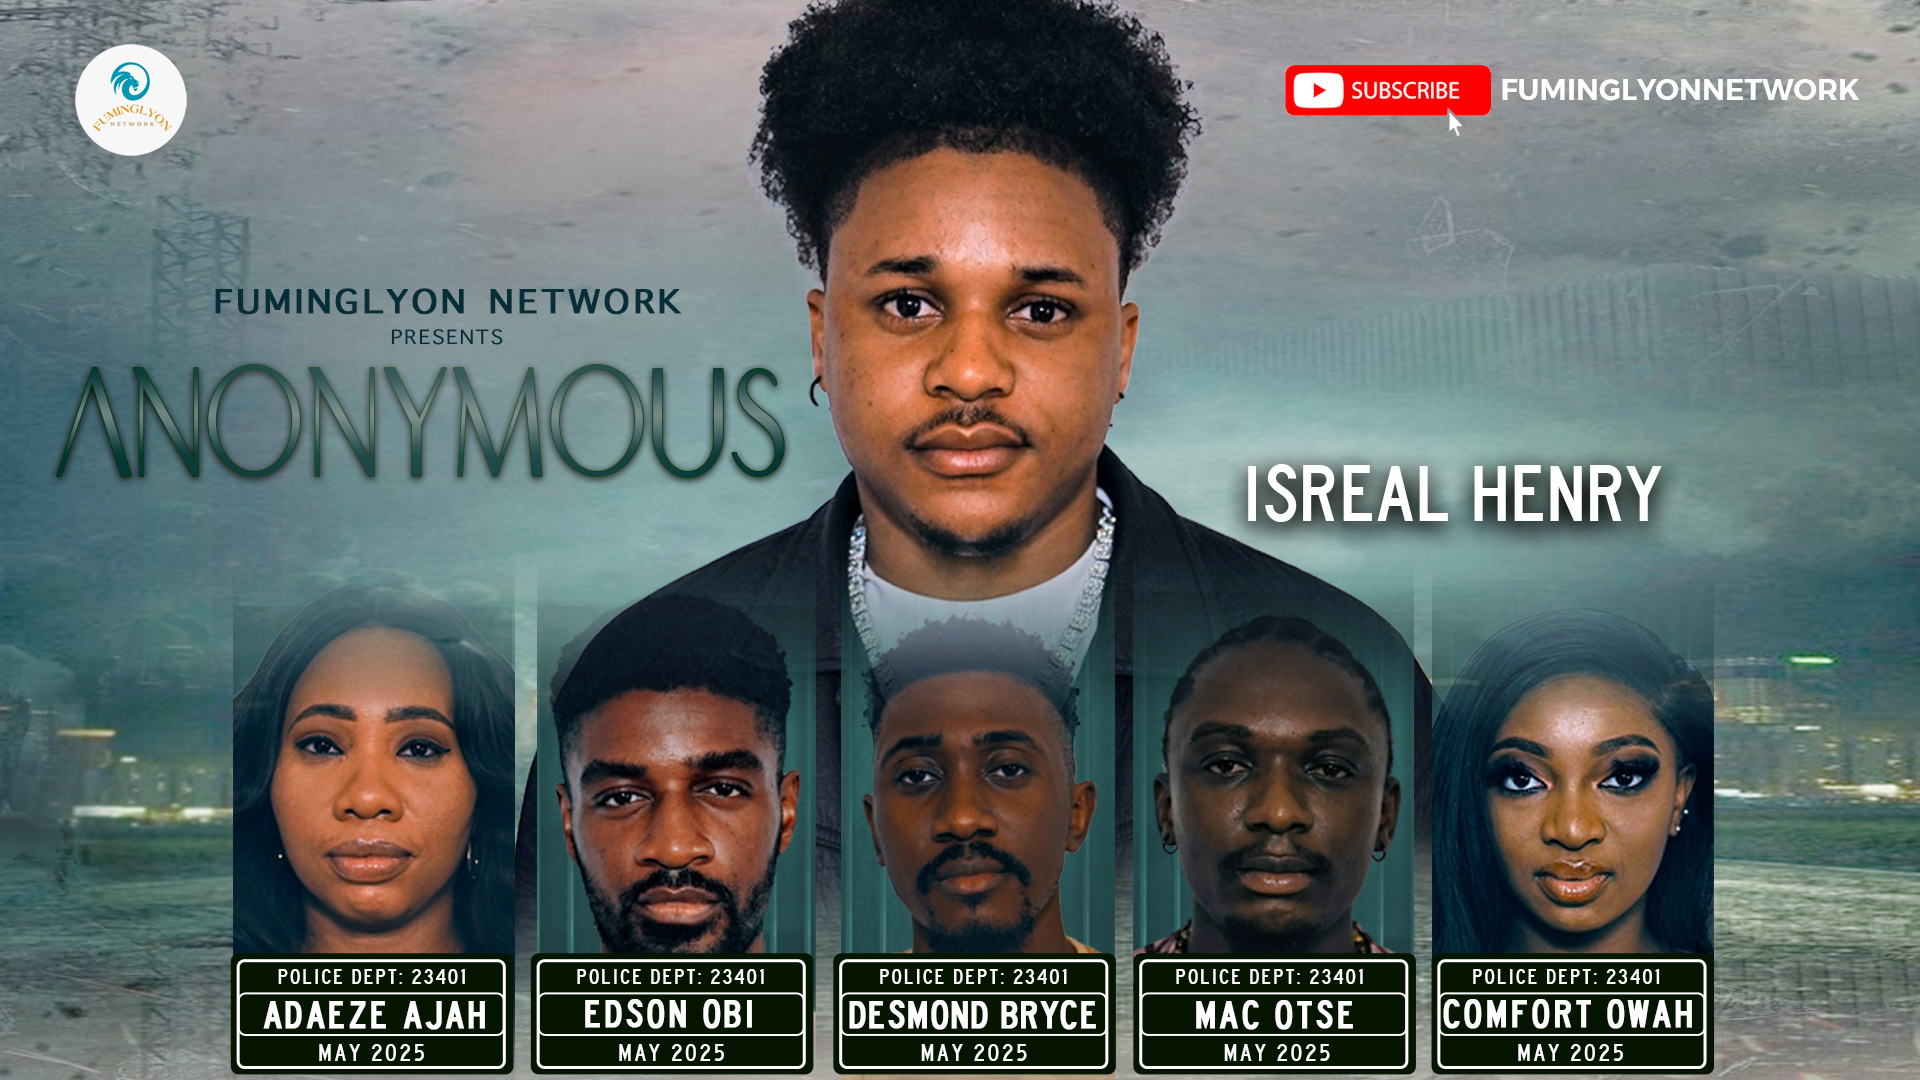 FUMINGLYON
NETWORK
SUBSCRIBE FUMINGLYONNETWORK
FUMINGLYON NETWORK
PRESENTS
ANONYMOUS
ISREAL HENRY
POLICE DEPT: 23401
ADAEZE AJAH
MAY 2025
POLICE DEPT: 23401
EDSON OBI
MAY 2025
POLICE DEPT: 23401
DESMOND BRYCE
MAY 2025
POLICE DEPT: 23401
MAC OTSE
MAY 2025
POLICE DEPT: 23401
COMFORT OWAH
MAY 2025